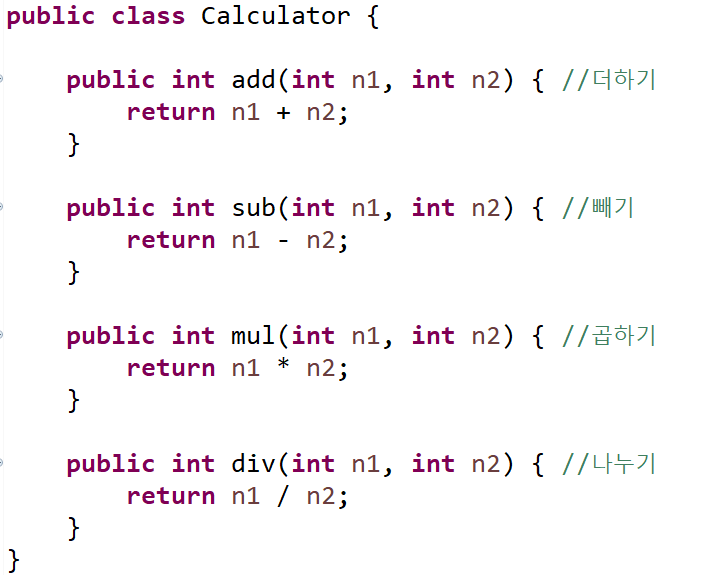 public class Calculator {
public int add(int n1, int n2) { //더하기
return n1 + n2;
}
public int sub(int n1, int n2) { //빼기
return n1 - n2;
}
public int mul(int n1, int n2) { //곱하기
return n1 * n2;
}
public int div(int n1, int n2) { //나누기
return n1 / n2;
}
}